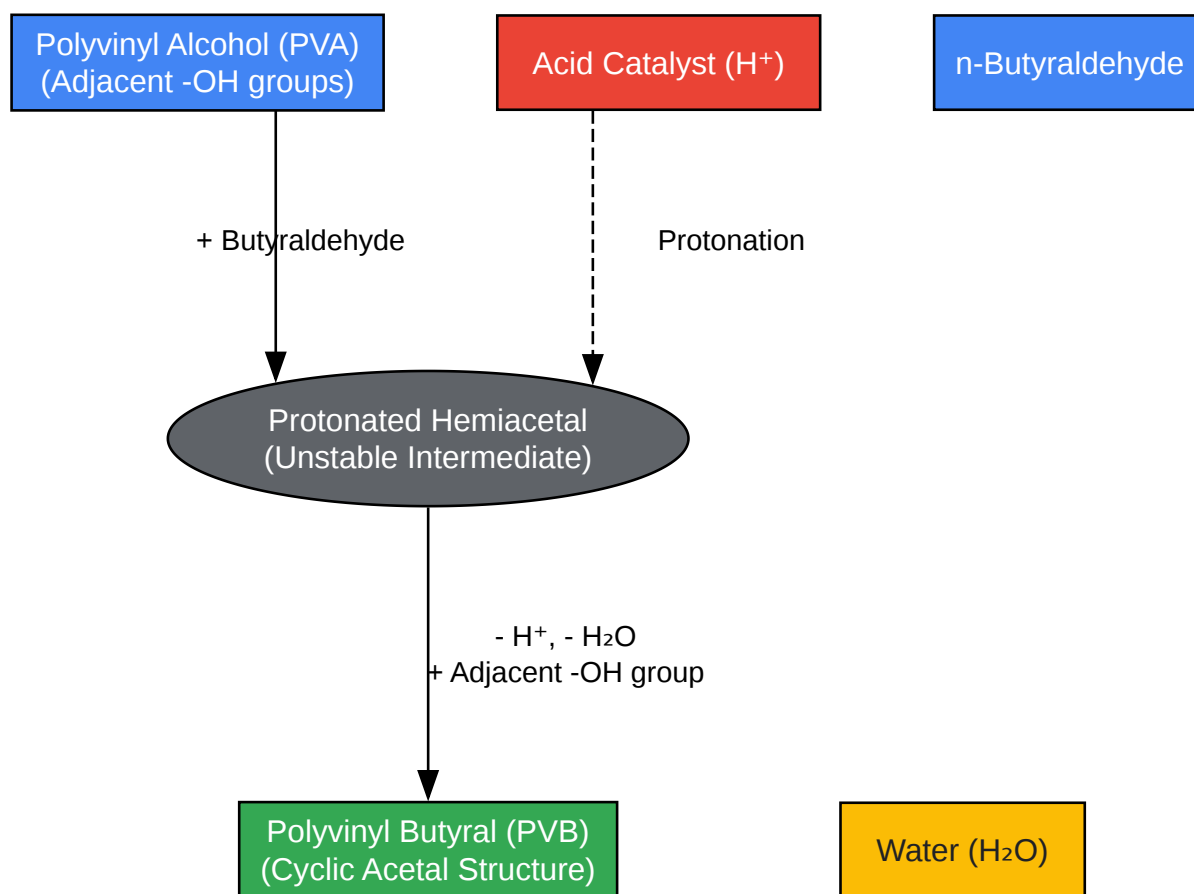 Polyvinyl Alcohol (PVA)
(Adjacent -OH groups)
Acid Catalyst (H⁺)
n-Butyraldehyde
+ Butyraldehyde
Protonation
Protonated Hemiacetal
(Unstable Intermediate)
- H⁺, - H₂O
+ Adjacent -OH group
Polyvinyl Butyral (PVB)
(Cyclic Acetal Structure)
Water (H₂O)